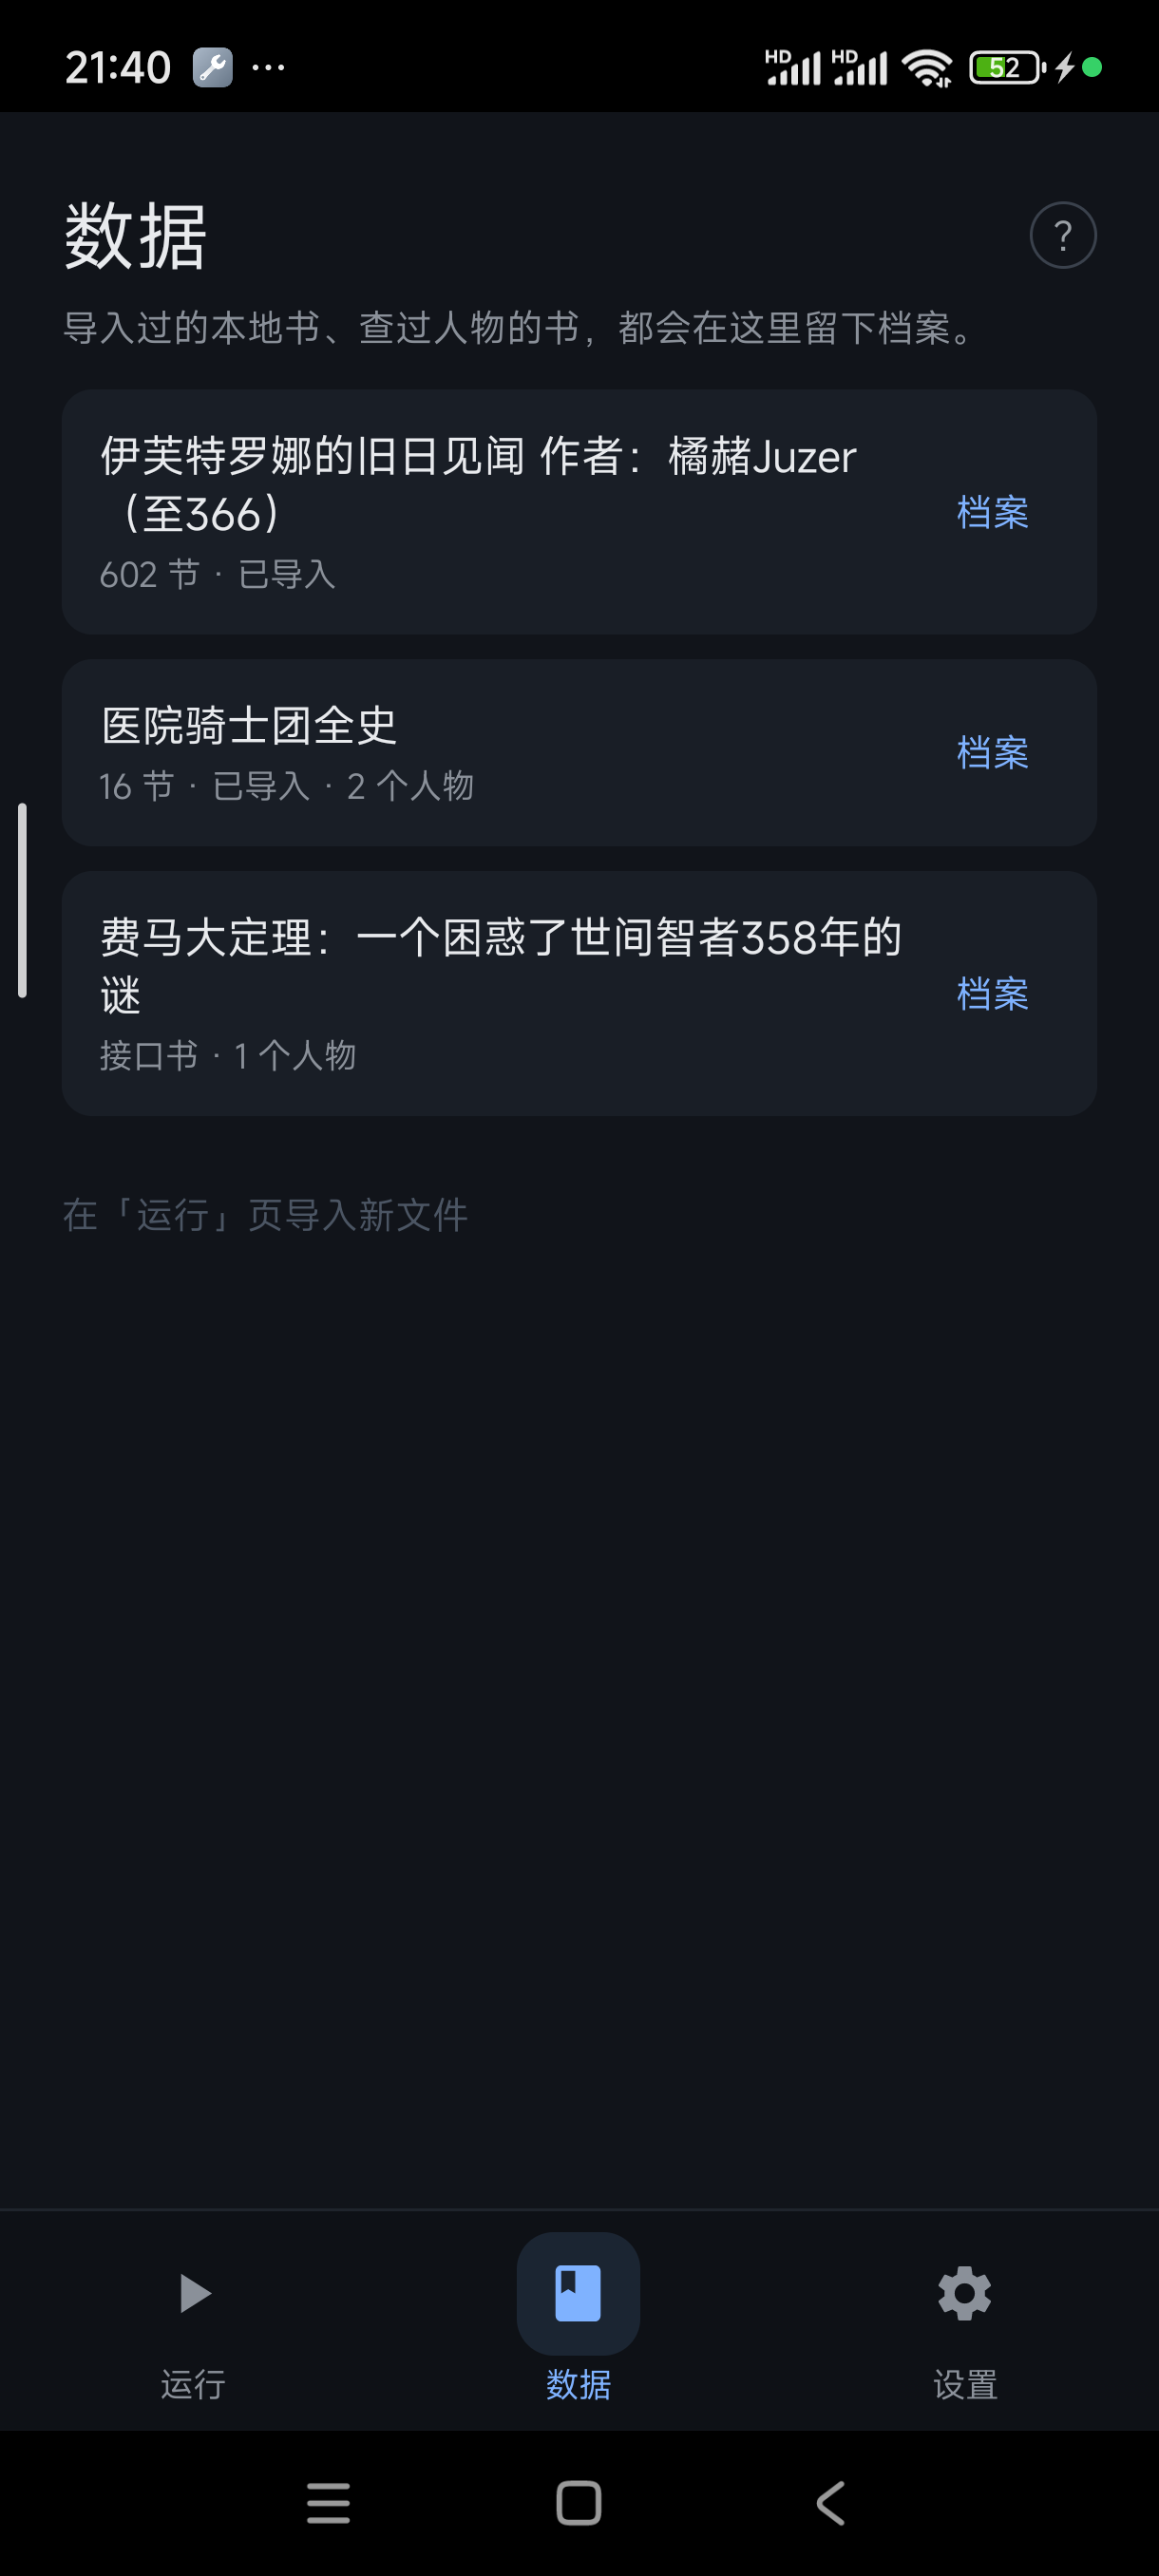 21:40
HD HD 52
数据
?
导入过的本地书、查过人物的书，都会在这里留下档案。
伊芙特罗娜的旧日见闻 作者：橘赭Juzer
（至366）
档案
602 节 · 已导入
医院骑士团全史
档案
16 节 · 已导入 · 2 个人物
费马大定理：一个困惑了世间智者358年的
谜
档案
接口书 · 1 个人物
在「运行」页导入新文件
运行
数据
设置